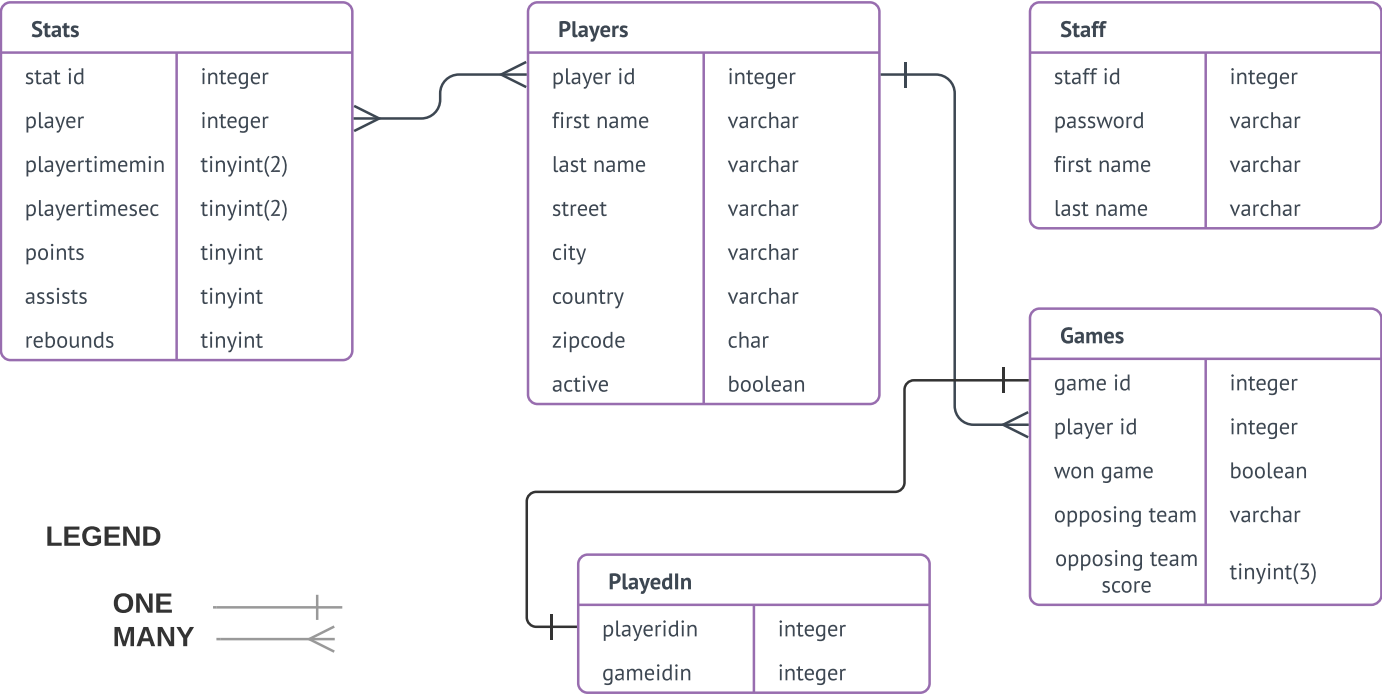 Stats
stat id integer
player integer
playertimemin tinyint(2)
playertimesec tinyint(2)
points tinyint
assists tinyint
rebounds tinyint
Players
player id integer
first name varchar
last name varchar
street varchar
city varchar
country varchar
zipcode char
active boolean
Staff
staff id integer
password varchar
first name varchar
last name varchar
Games
game id integer
player id integer
won game boolean
opposing team varchar
opposing team
score tinyint(3)
PlayedIn
playeridin integer
gameidin integer
LEGEND
ONE
MANY